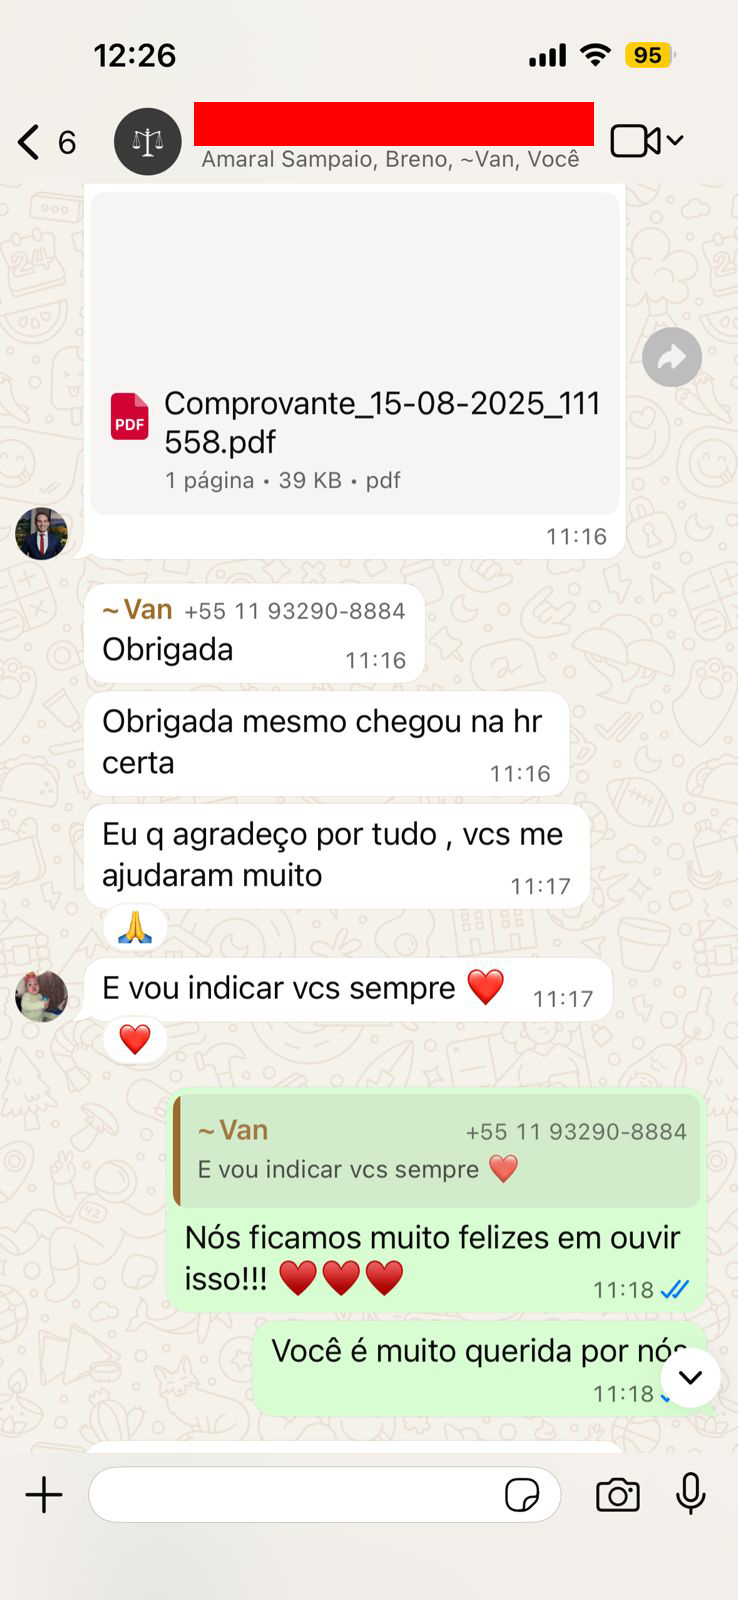 12:26
95
6
Amaral Sampaio, Breno, ~Van, Você
Comprovante_15-08-2025_111
558.pdf
PDF
1 página • 39 KB • pdf
11:16
~Van +55 11 93290-8884
Obrigada
11:16
Obrigada mesmo chegou na hr
certa
11:16
Eu q agradeço por tudo , vcs me
ajudaram muito
11:17
🙏
E vou indicar vcs sempre ❤️
11:17
❤️
~Van +55 11 93290-8884
E vou indicar vcs sempre ❤️
Nós ficamos muito felizes em ouvir
isso!!! ❤️❤️❤️
11:18
Você é muito querida por nós
11:18